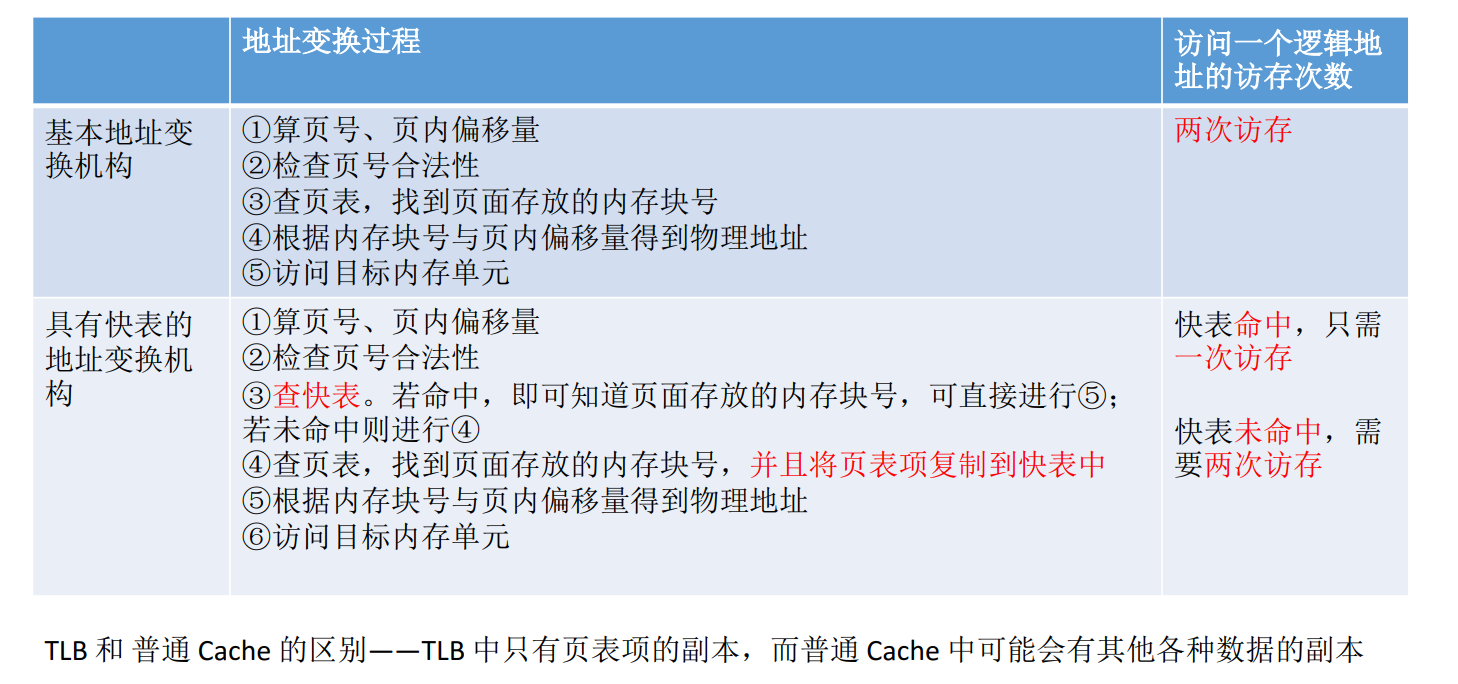 地址变换过程
访问一个逻辑地
址的访存次数
基本地址变
换机构
①算页号、页内偏移量
②检查页号合法性
③查页表，找到页面存放的内存块号
④根据内存块号与页内偏移量得到物理地址
⑤访问目标内存单元
两次访存
具有快表的
地址变换机
构
①算页号、页内偏移量
②检查页号合法性
③查快表。若命中，即可知道页面存放的内存块号，可直接进行⑤；
若未命中则进行④
④查页表，找到页面存放的内存块号，并且将页表项复制到快表中
⑤根据内存块号与页内偏移量得到物理地址
⑥访问目标内存单元
快表命中，只需
一次访存
快表未命中，需
要两次访存
TLB 和 普通 Cache 的区别——TLB 中只有页表项的副本，而普通 Cache 中可能会有其他各种数据的副本